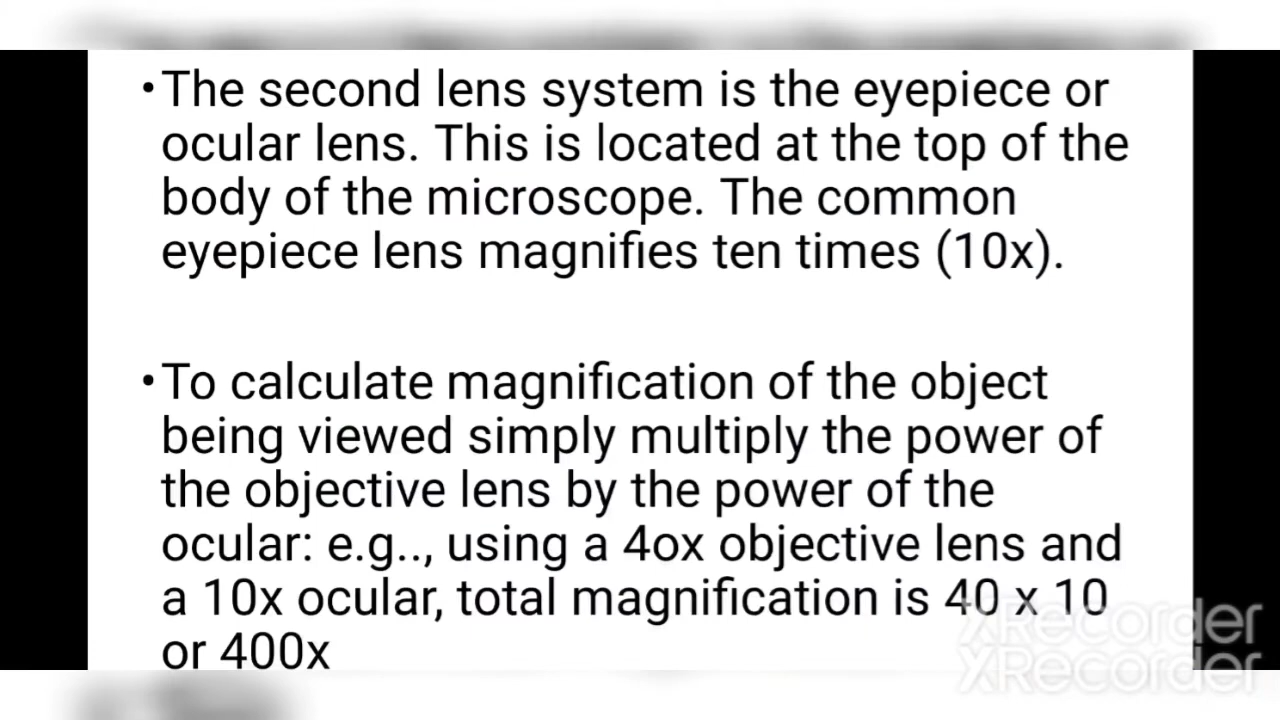 •The second lens system is the eyepiece or
ocular lens. This is located at the top of the
body of the microscope. The common
eyepiece lens magnifies ten times (10x).
•To calculate magnification of the object
being viewed simply multiply the power of
the objective lens by the power of the
ocular: e.g.., using a 4ox objective lens and
a 10x ocular, total magnification is 40 x 10
or 400x
XRecorder
XRecorder